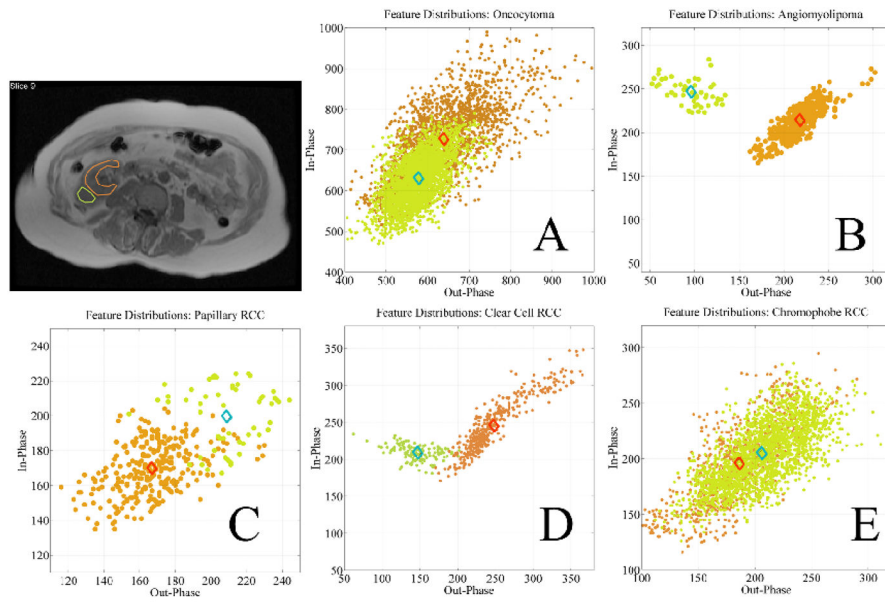 Slice 9
Feature Distributions: Oncocytoma
In-Phase
1000
900
800
700
600
500
400
400 500 600 700 800 900 1000
Out-Phase
A
Feature Distributions: Angiomyolipoma
In-Phase
300
250
200
150
100
50
50 100 150 200 250 300
Out-Phase
B
Feature Distributions: Papillary RCC
In-Phase
240
220
200
180
160
140
120
120 140 160 180 200 220 240
Out-Phase
C
Feature Distributions: Clear Cell RCC
In-Phase
350
300
250
200
150
100
50
50 100 150 200 250 300 350
Out-Phase
D
Feature Distributions: Chromophobe RCC
In-Phase
300
250
200
150
100
100 150 200 250 300
Out-Phase
E